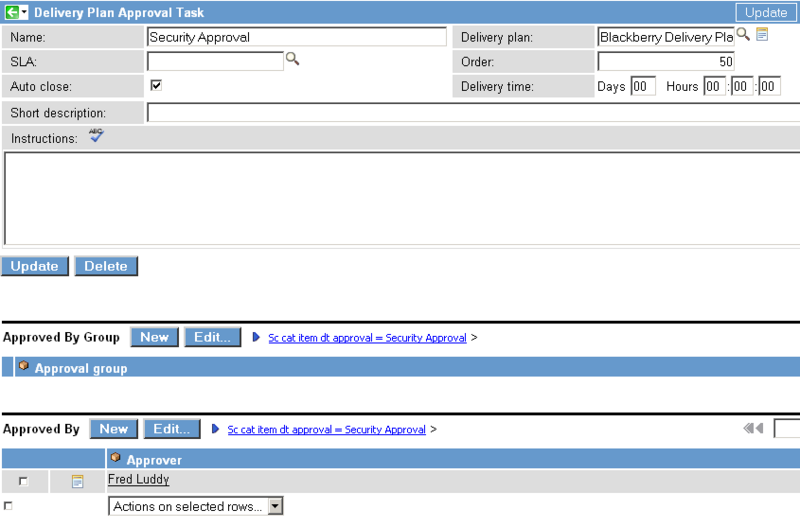 Delivery Plan Approval Task Update
Name: Security Approval Delivery plan: Blackberry Delivery Pla
SLA: Order: 50
Auto close: Delivery time: Days 00 Hours 00 : 00 : 00
Short description:
Instructions: ABC
Update Delete
Approved By Group New Edit... Sc cat item dt approval = Security Approval >
Approval group
Approved By New Edit... Sc cat item dt approval = Security Approval >
Approver
Fred Luddy
Actions on selected rows...